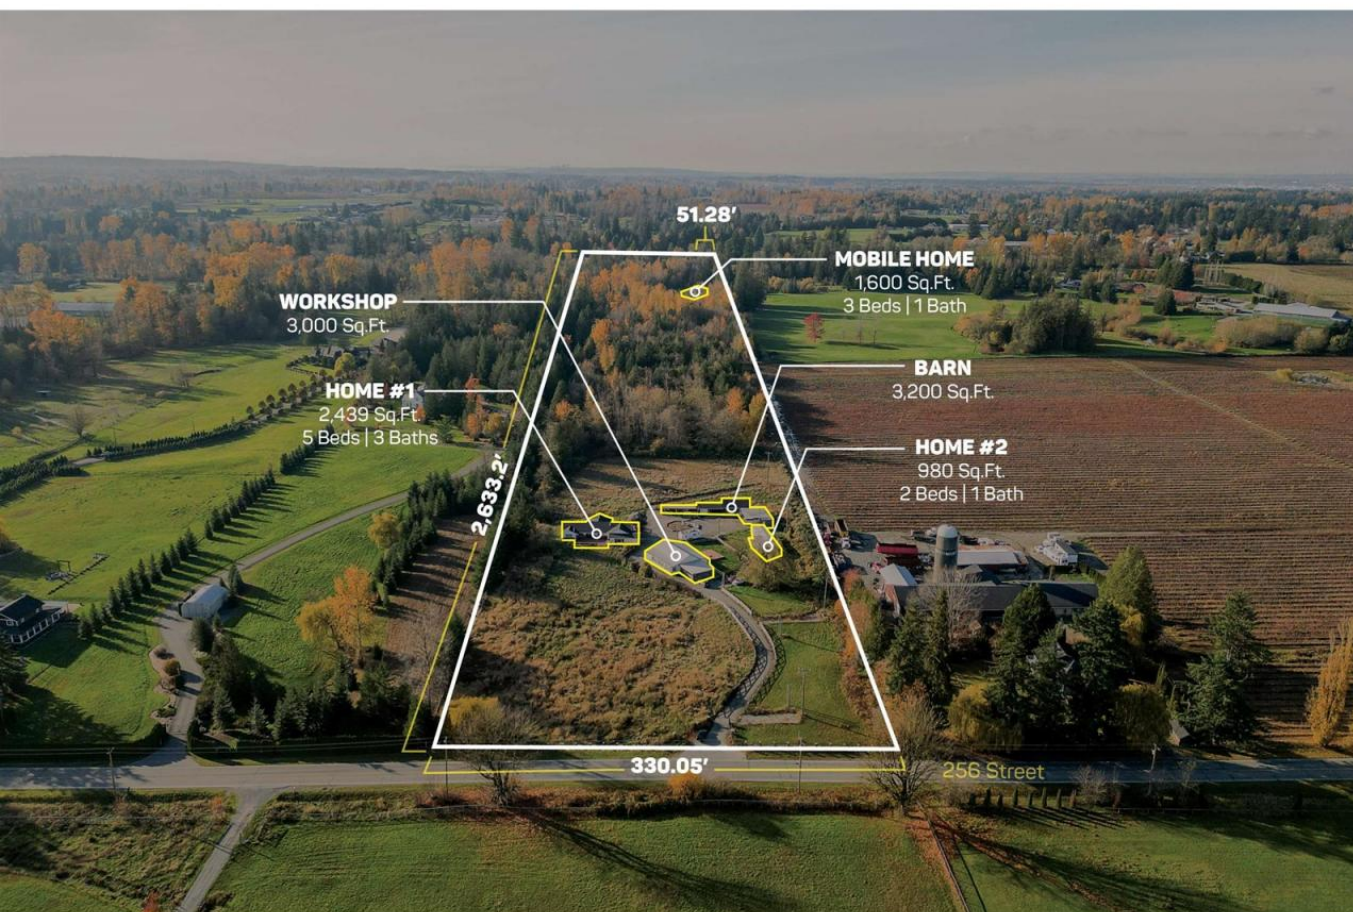 51.28'
MOBILE HOME
1,600 Sq.Ft.
3 Beds | 1 Bath
WORKSHOP
3,000 Sq.Ft.
BARN
3,200 Sq.Ft.
HOME #1
2,439 Sq.Ft.
5 Beds | 3 Baths
HOME #2
980 Sq.Ft.
2 Beds | 1 Bath
2,633.2'
330.05'
256 Street